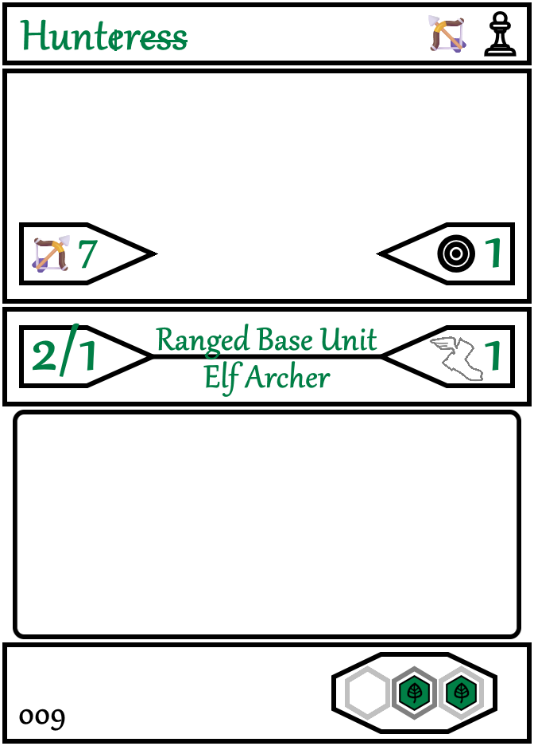 Hunteress
7
1
2/1
Ranged Base Unit
Elf Archer
1
009